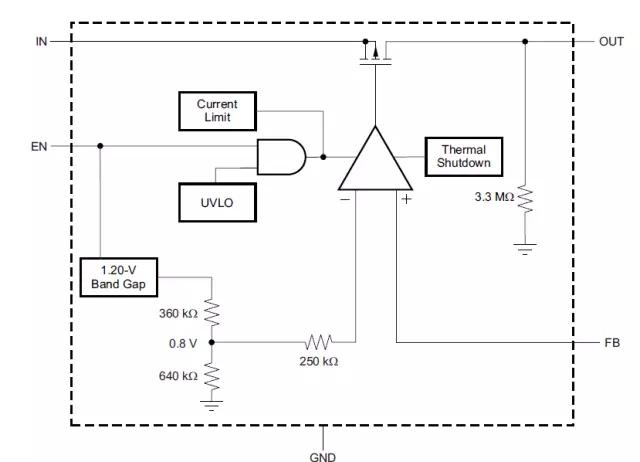 IN
OUT
Current
Limit
EN
Thermal
Shutdown
UVLO
− +
3.3 MΩ
1.20-V
Band Gap
360 kΩ
0.8 V
FB
250 kΩ
640 kΩ
GND